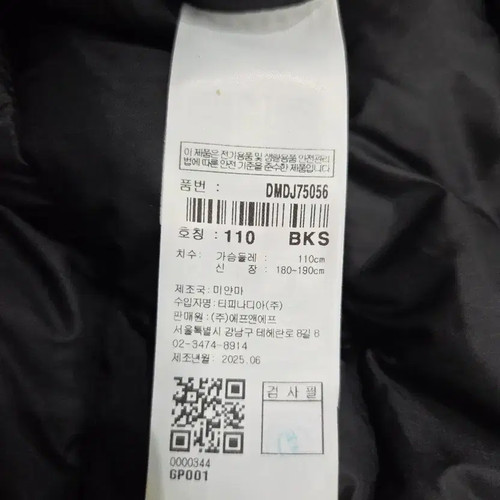 이 제품은 전기용품 및 생활용품 안전관리
법에 따른 안전 기준을 준수한 제품입니다
품번 : DMDJ75056
호칭 : 110 BKS
치수 : 가슴둘레 : 110cm
신 장 : 180~190cm
제조국: 미얀마
수입자명: 티피나디아(주)
판매원 : (주)에프앤에프
서울특별시 강남구 테헤란로 8길 8
02-3474-8914
제조년월: 2025.06
검 사 필
0000344
GP001